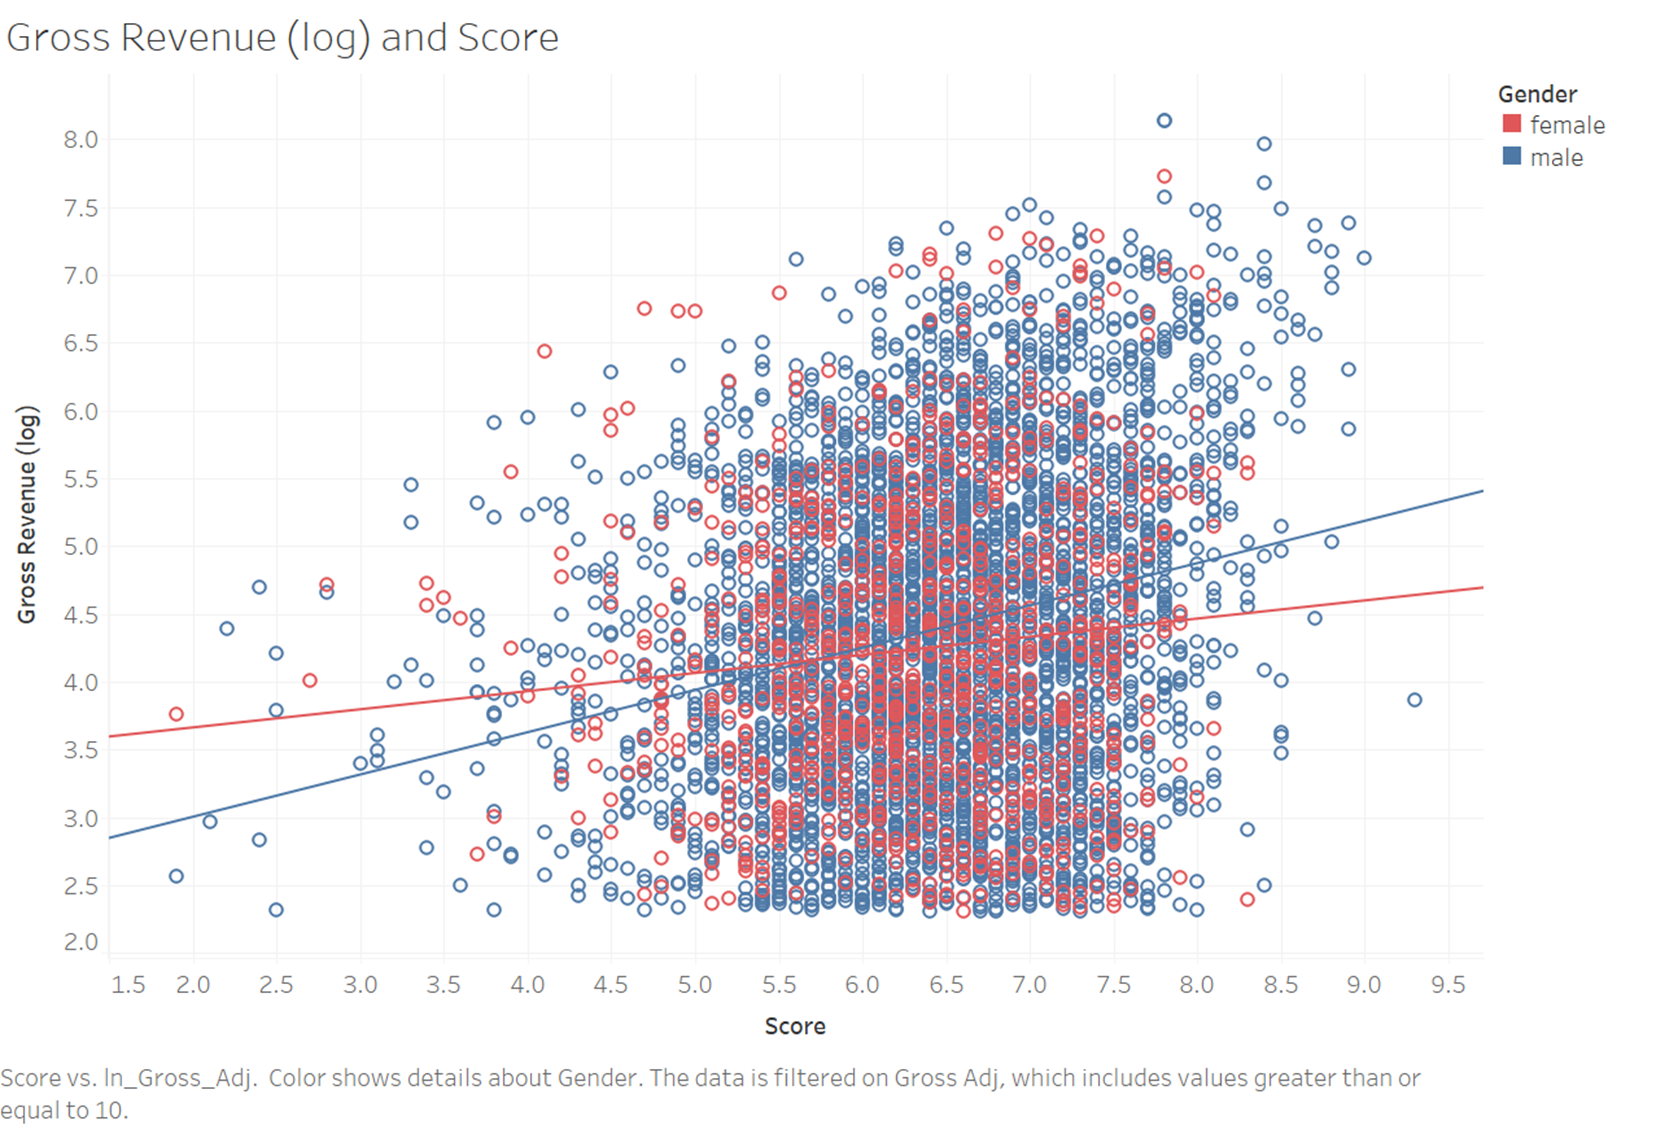 Gross Revenue (log) and Score
Gender
female
male
8.0
7.5
7.0
6.5
6.0
5.5
5.0
4.5
4.0
3.5
3.0
2.5
2.0
Gross Revenue (log)
1.5 2.0 2.5 3.0 3.5 4.0 4.5 5.0 5.5 6.0 6.5 7.0 7.5 8.0 8.5 9.0 9.5
Score
Score vs. ln_Gross_Adj.  Color shows details about Gender. The data is filtered on Gross Adj, which includes values greater than or
equal to 10.